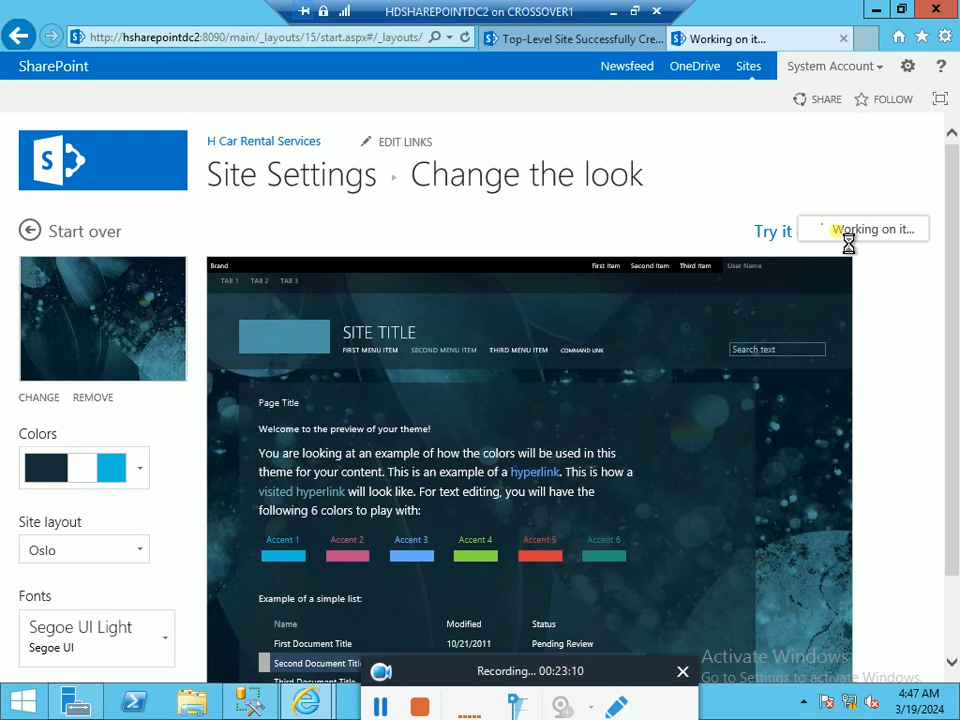 HDSHAREPOINTDC2 on CROSSOVER1
http://hsharepointdc2:8090/main/_layouts/15/start.aspx#/_layouts/
Top-Level Site Successfully Cre...
Working on it...
SharePoint
Newsfeed
OneDrive
Sites
System Account
?
SHARE
FOLLOW
H Car Rental Services
EDIT LINKS
Site Settings
Change the look
Start over
Try it
Working on it...
Brand
First Item
Second Item
Third Item
User Name
TAB 1
TAB 2
TAB 3
SITE TITLE
FIRST MENU ITEM
SECOND MENU ITEM
THIRD MENU ITEM
COMMAND LINK
Search text
CHANGE
REMOVE
Page Title
Welcome to the preview of your theme!
You are looking at an example of how the colors will be used in this
theme for your content. This is an example of a hyperlink. This is how a
visited hyperlink will look like. For text editing, you will have the
following 6 colors to play with:
Colors
Site layout
Oslo
Fonts
Segoe UI Light
Segoe UI
Accent 1
Accent 2
Accent 3
Accent 4
Accent 5
Accent 6
Example of a simple list:
Name
Modified
Status
First Document Title
10/21/2011
Pending Review
Second Document Title
Recording... 00:23:10
Activate Windows
Go to Settings to activate Windows.
4:47 AM
3/19/2024